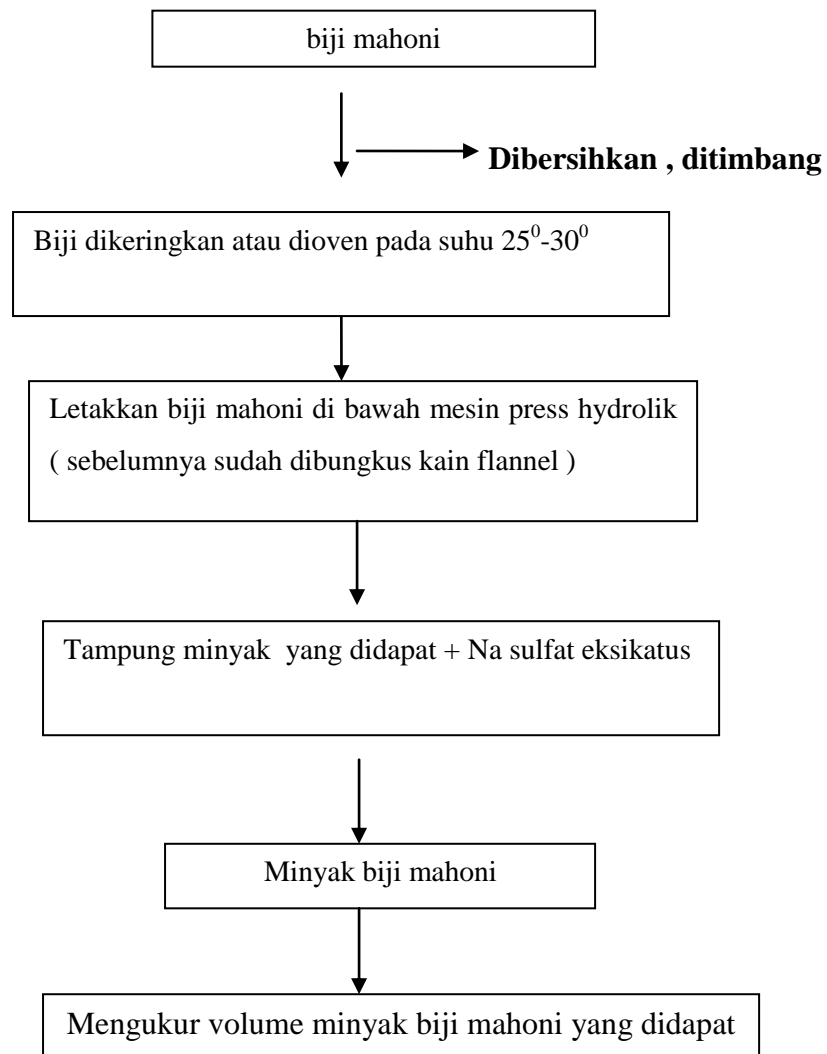 biji mahoni
Dibersihkan , ditimbang
Biji dikeringkan atau dioven pada suhu 25⁰-30⁰
Letakkan biji mahoni di bawah mesin press hydrolik
( sebelumnya sudah dibungkus kain flannel )
Tampung minyak yang didapat + Na sulfat eksikatus
Minyak biji mahoni
Mengukur volume minyak biji mahoni yang didapat